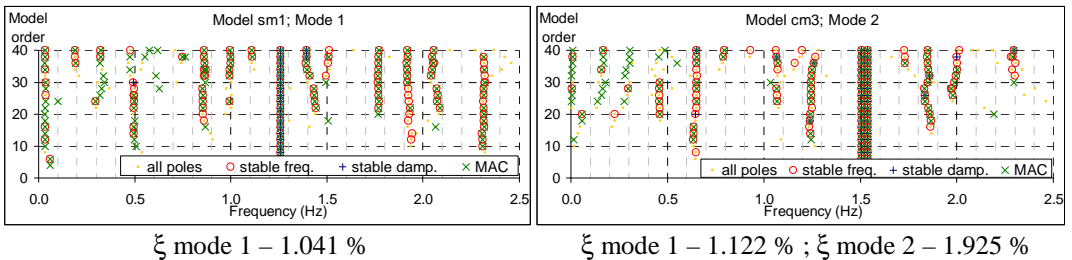 Model order
Model sm1; Mode 1
40
30
20
10
0
all poles stable freq. stable damp. MAC
0.0 0.5 1.0 1.5 2.0 2.5
Frequency (Hz)
ξ mode 1 – 1.041 %
Model order
Model cm3; Mode 2
40
30
20
10
0
all poles stable freq. stable damp. MAC
0.0 0.5 1.0 1.5 2.0 2.5
Frequency (Hz)
ξ mode 1 – 1.122 % ; ξ mode 2 – 1.925 %